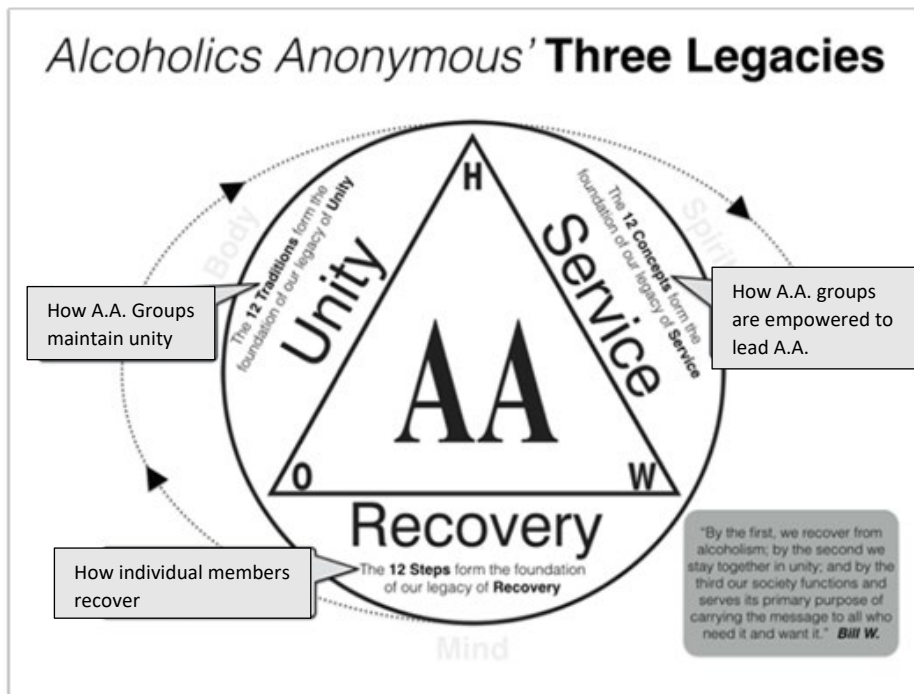 Alcoholics Anonymous' Three Legacies
H
Body
Spirit
The 12 Traditions form the
foundation of our legacy of Unity
Unity
The 12 Concepts form the
foundation of our legacy of Service
Service
How A.A. Groups
maintain unity
How A.A. groups
are empowered to
lead A.A.
AA
O
W
Recovery
The 12 Steps form the foundation
of our legacy of Recovery
How individual members
recover
Mind
"By the first, we recover from
alcoholism; by the second we
stay together in unity; and by the
third our society functions and
serves its primary purpose of
carrying the message to all who
need it and want it." Bill W.